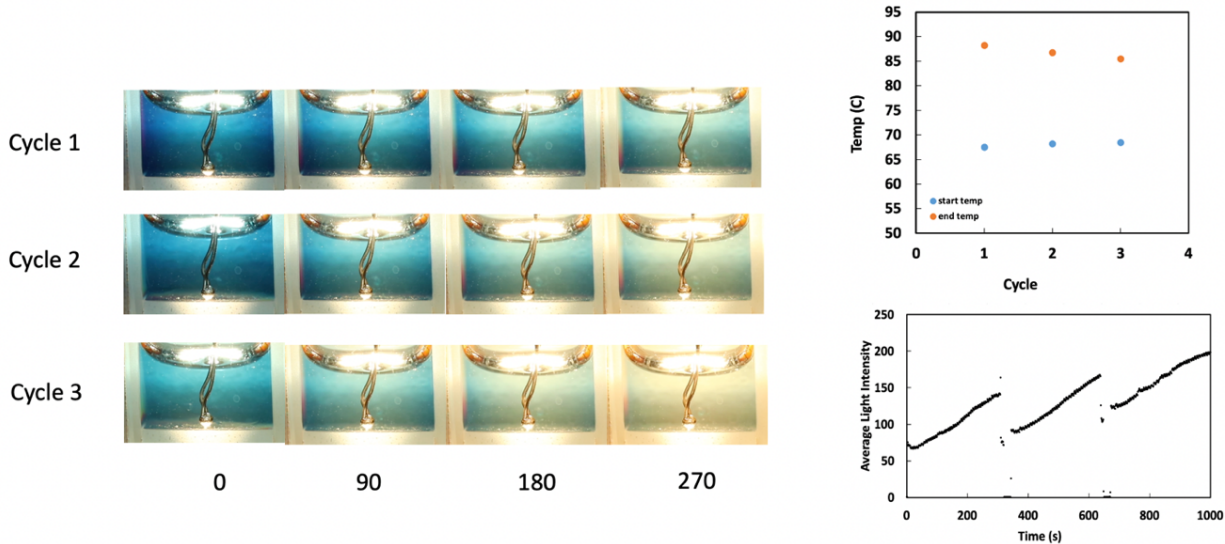 Cycle 1
Cycle 2
Cycle 3
0 90 180 270
95
90
85
80
75
70
65
60
55
50
Temp (C)
start temp
end temp
0 1 2 3 4
Cycle
250
200
150
100
50
0
Average Light Intensity
0 200 400 600 800 1000
Time (s)